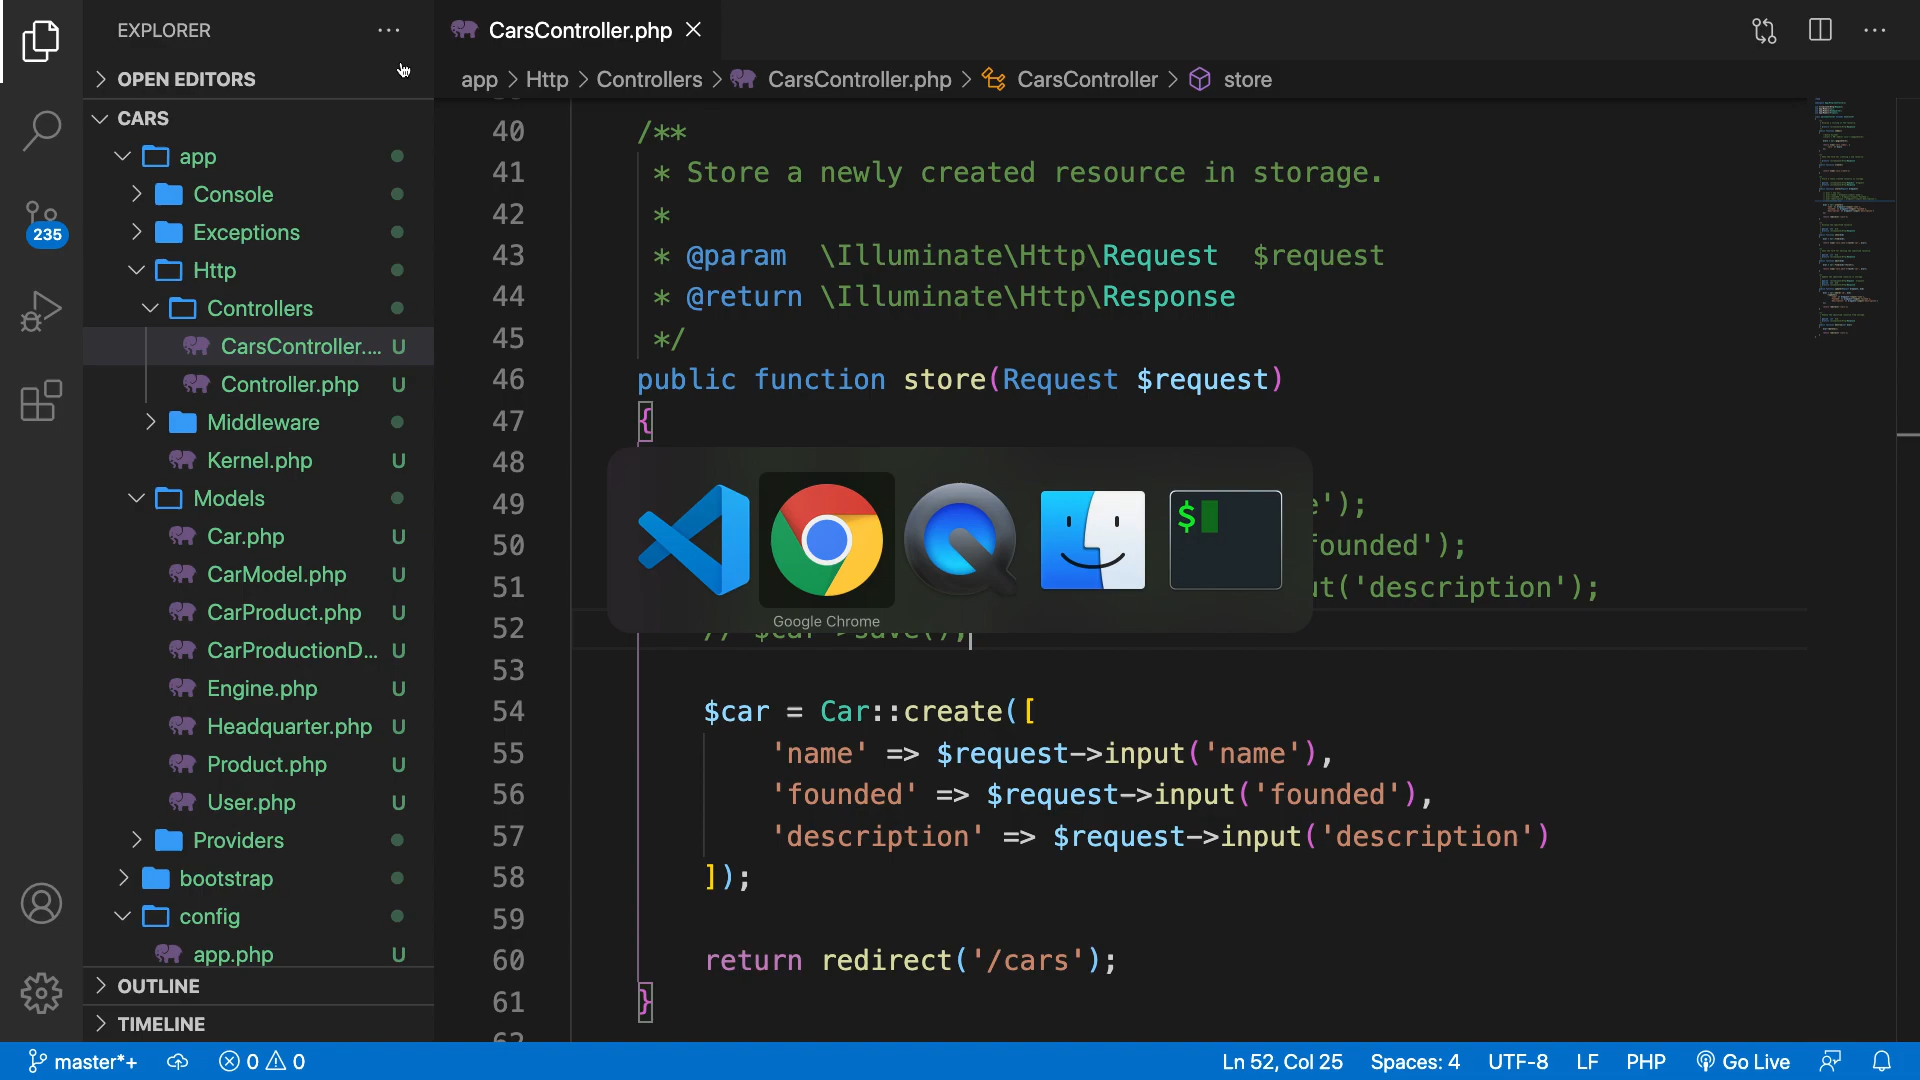 EXPLORER
OPEN EDITORS
CARS
app
Console
Exceptions
Http
Controllers
CarsController.... U
Controller.php U
Middleware
Kernel.php U
Models
Car.php U
CarModel.php U
CarProduct.php U
CarProductionD... U
Engine.php U
Headquarter.php U
Product.php U
User.php U
Providers
bootstrap
config
app.php U
OUTLINE
TIMELINE
235
CarsController.php
app > Http > Controllers > CarsController.php > CarsController > store
40 /**
41 * Store a newly created resource in storage.
42 *
43 * @param \Illuminate\Http\Request $request
44 * @return \Illuminate\Http\Response
45 */
46 public function store(Request $request)
47 {
48
49 e');
50 founded');
51 ut('description');
52 // $car->save();
53
54 $car = Car::create([
55 'name' => $request->input('name'),
56 'founded' => $request->input('founded'),
57 'description' => $request->input('description')
58 ]);
59
60 return redirect('/cars');
61 }
$
Google Chrome
master*+ 0 0
Ln 52, Col 25 Spaces: 4 UTF-8 LF PHP Go Live